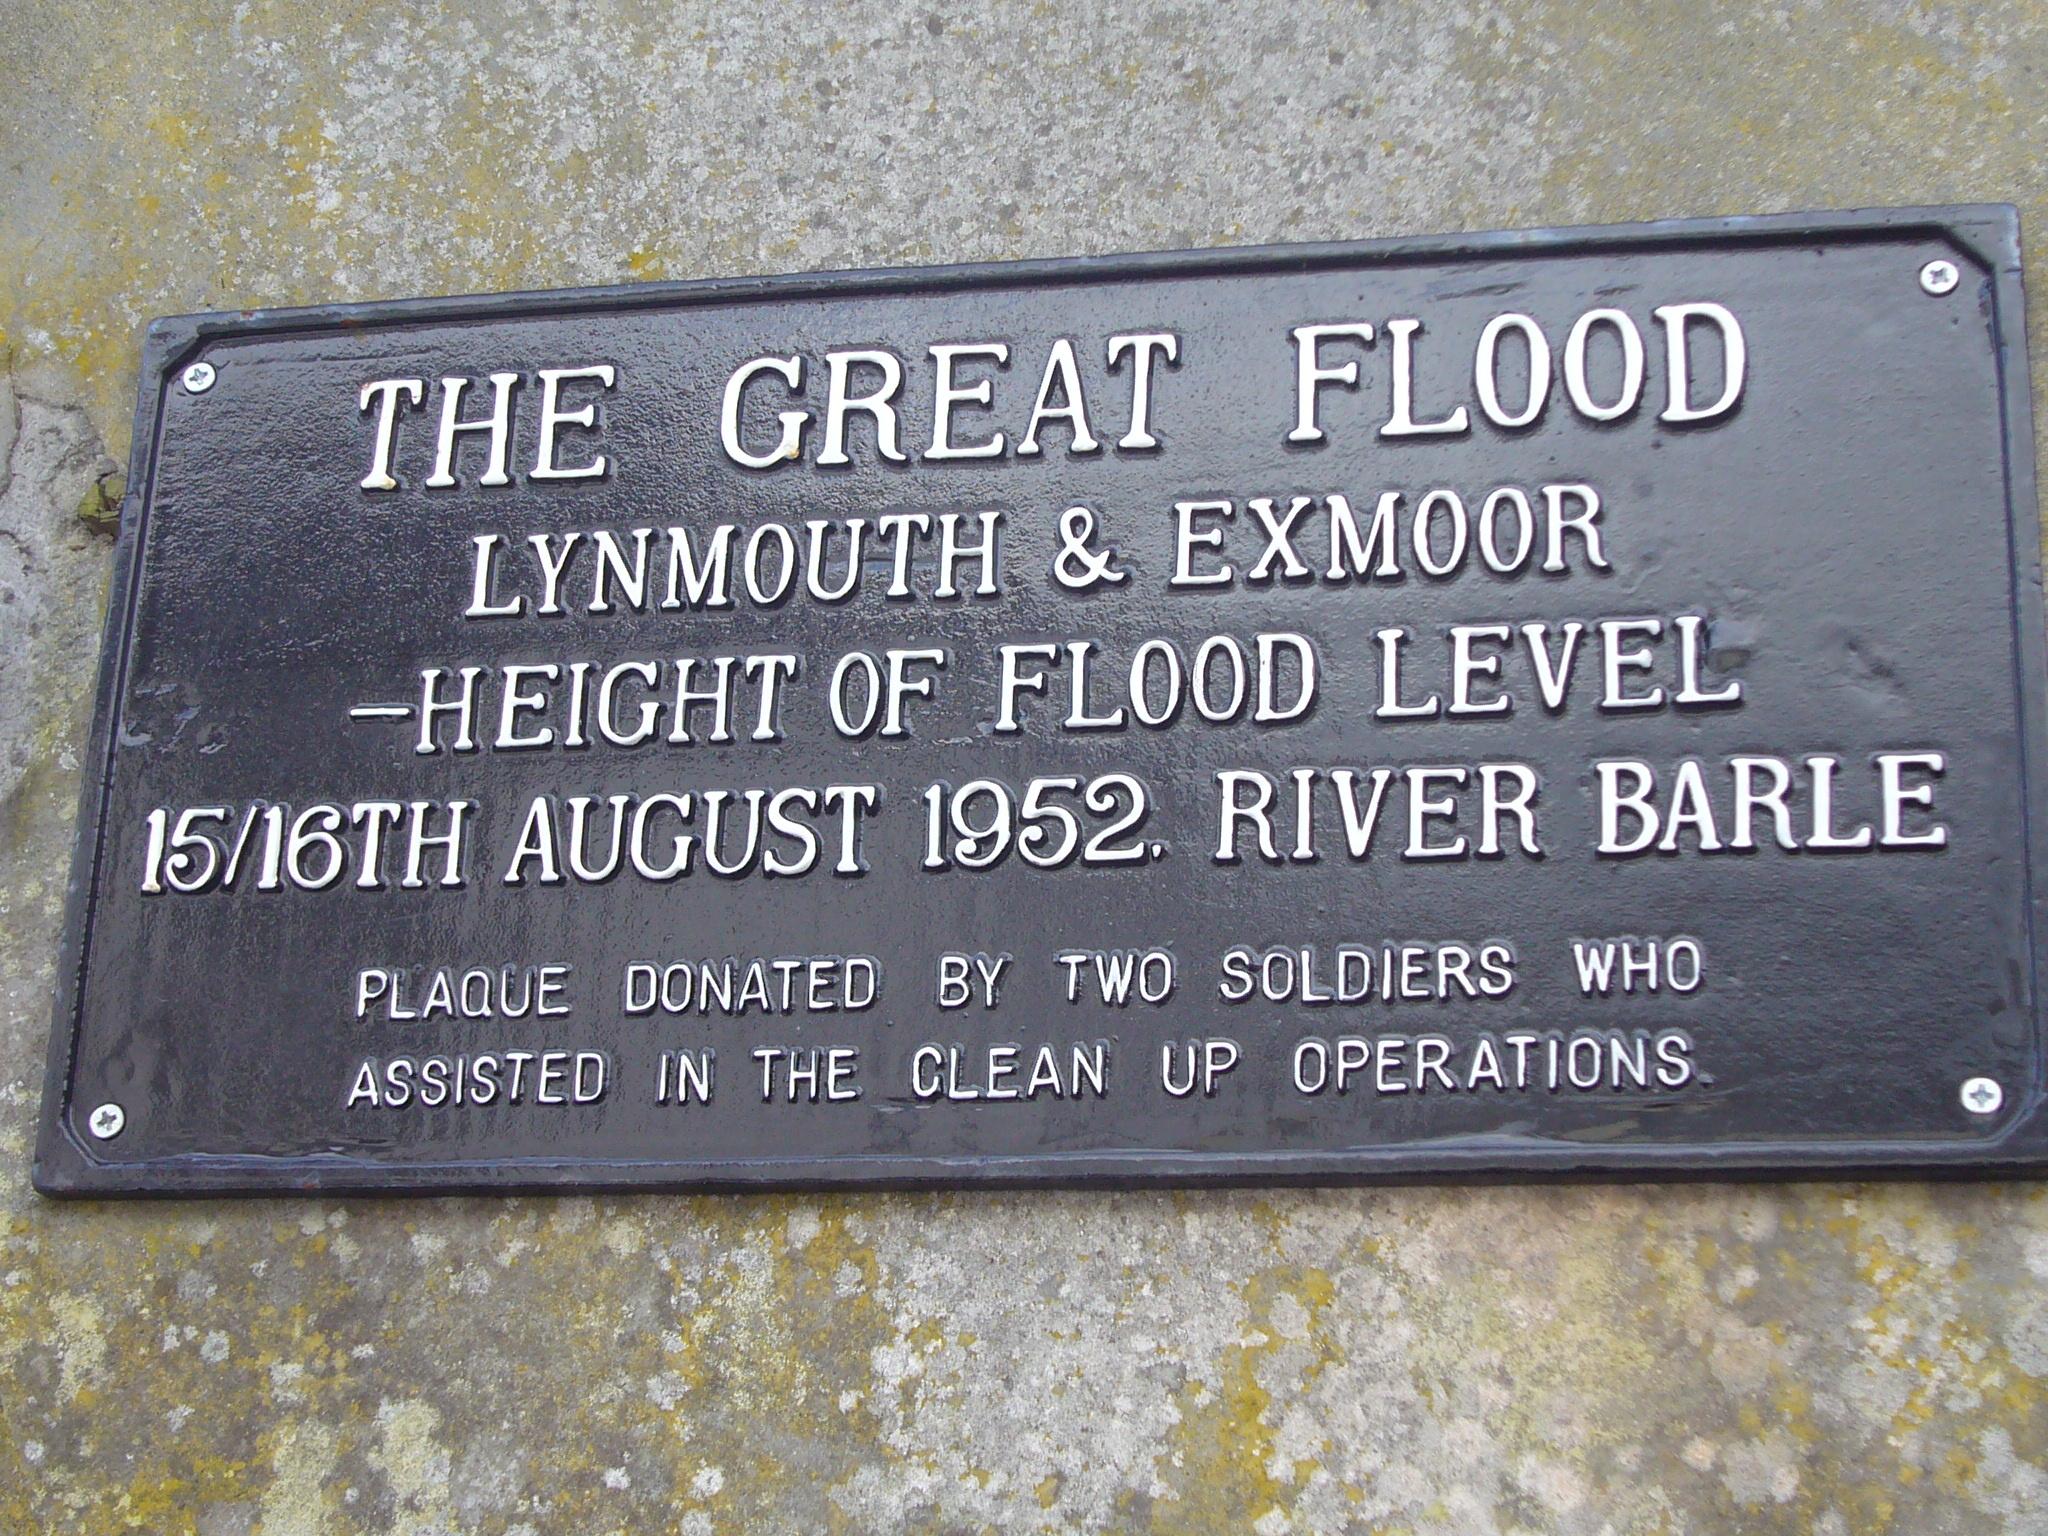 THE GREAT FLOOD
LYNMOUTH & EXMOOR
—HEIGHT OF FLOOD LEVEL
15/16TH AUGUST 1952. RIVER BARLE
PLAQUE DONATED BY TWO SOLDIERS WHO
ASSISTED IN THE CLEAN UP OPERATIONS.